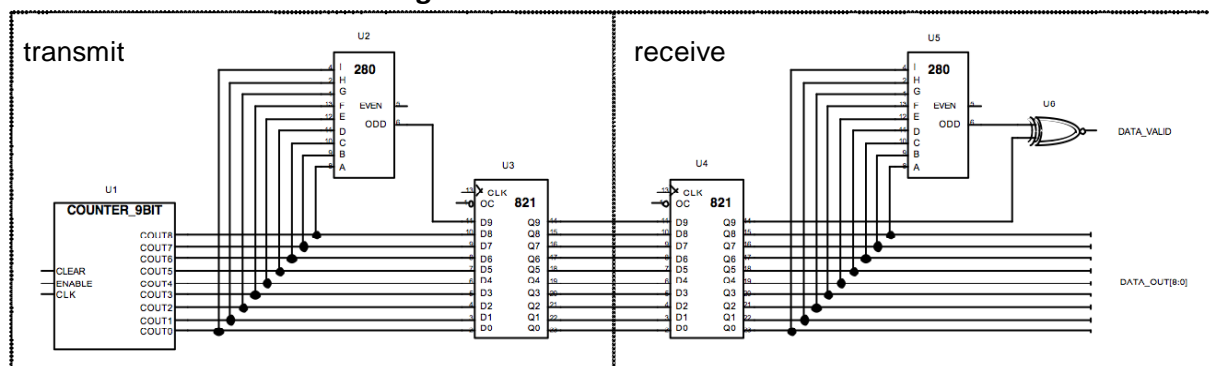 transmit
U2
280
I
H
G
F
E
D
C
B
A
EVEN 5
ODD 6
U1
COUNTER_9BIT
CLEAR
ENABLE
CLK
COUT8
COUT7
COUT6
COUT5
COUT4
COUT3
COUT2
COUT1
COUT0
U3
821
CLK
OC
D9 Q9
D8 Q8
D7 Q7
D6 Q6
D5 Q5
D4 Q4
D3 Q3
D2 Q2
D1 Q1
D0 Q0
receive
U4
821
CLK
OC
D9 Q9
D8 Q8
D7 Q7
D6 Q6
D5 Q5
D4 Q4
D3 Q3
D2 Q2
D1 Q1
D0 Q0
U5
280
I
H
G
F
E
D
C
B
A
EVEN 5
ODD 6
U6
DATA_VALID
DATA_OUT[8:0]